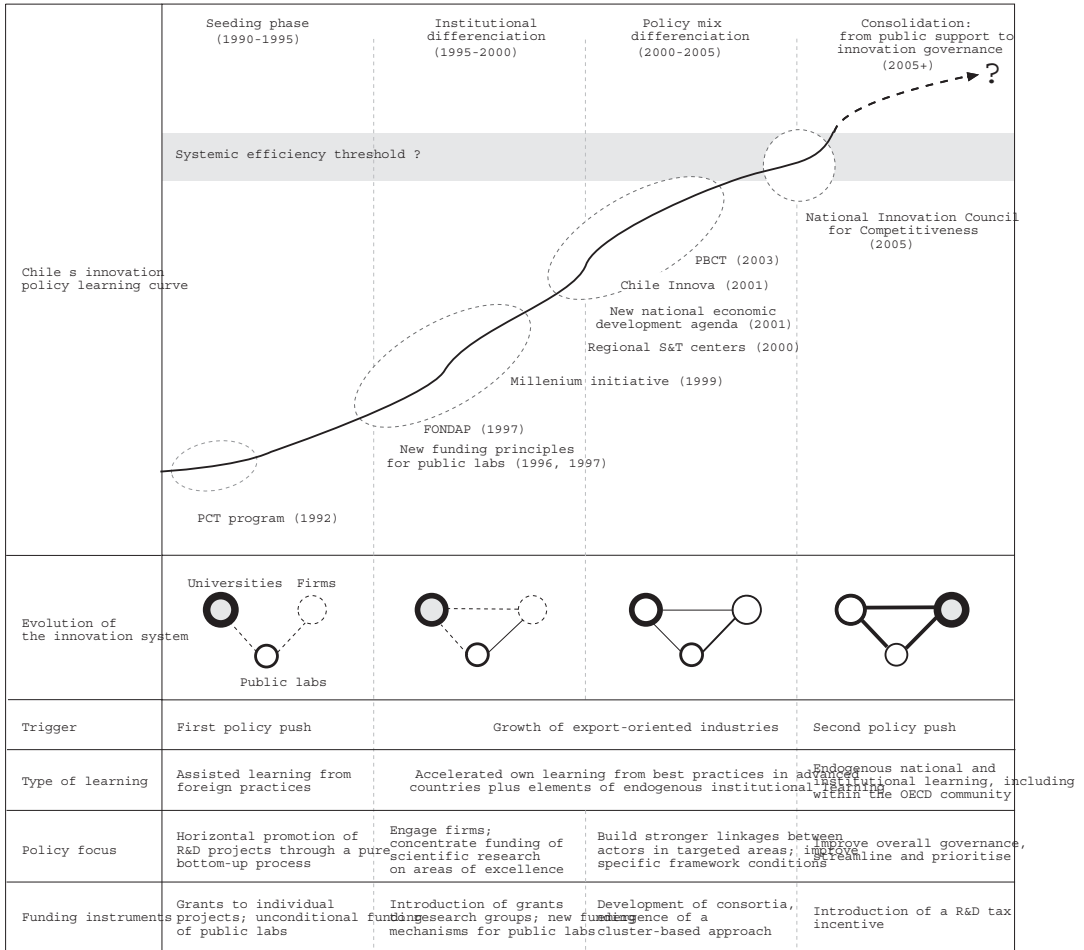 Seeding phase
(1990-1995)
Institutional
differenciation
(1995-2000)
Policy mix
differenciation
(2000-2005)
Consolidation:
from public support to
innovation governance
(2005+)
?
Systemic efficiency threshold ?
National Innovation Council
for Competitiveness
(2005)
Chile s innovation
policy learning curve
PBCT (2003)
Chile Innova (2001)
New national economic
development agenda (2001)
Regional S&T centers (2000)
Millenium initiative (1999)
FONDAP (1997)
New funding principles
for public labs (1996, 1997)
PCT program (1992)
Evolution of
the innovation system
Universities
Firms
Public labs
Trigger
First policy push
Growth of export-oriented industries
Second policy push
Type of learning
Assisted learning from
foreign practices
Accelerated own learning from best practices in advanced
countries plus elements of endogenous institutional learning
Endogenous national and
institutional learning, including
within the OECD community
Policy focus
Horizontal promotion of
R&D projects through a pure
bottom-up process
Engage firms;
concentrate funding of
scientific research
on areas of excellence
Build stronger linkages between
actors in targeted areas; improve
specific framework conditions
Improve overall governance,
streamline and prioritise
Funding instruments
Grants to individual
projects; unconditional funding
of public labs
Introduction of grants
to research groups; new funding
mechanisms for public labs
Development of consortia,
emergence of a
cluster-based approach
Introduction of a R&D tax
incentive